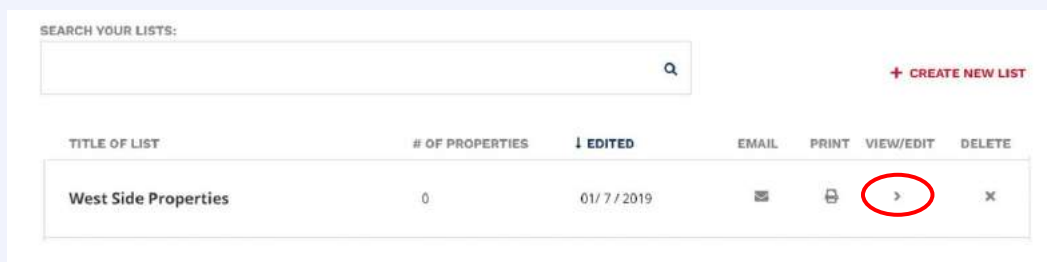 SEARCH YOUR LISTS:
+ CREATE NEW LIST
TITLE OF LIST # OF PROPERTIES ↓ EDITED EMAIL PRINT VIEW/EDIT DELETE
West Side Properties 0 01/ 7 / 2019